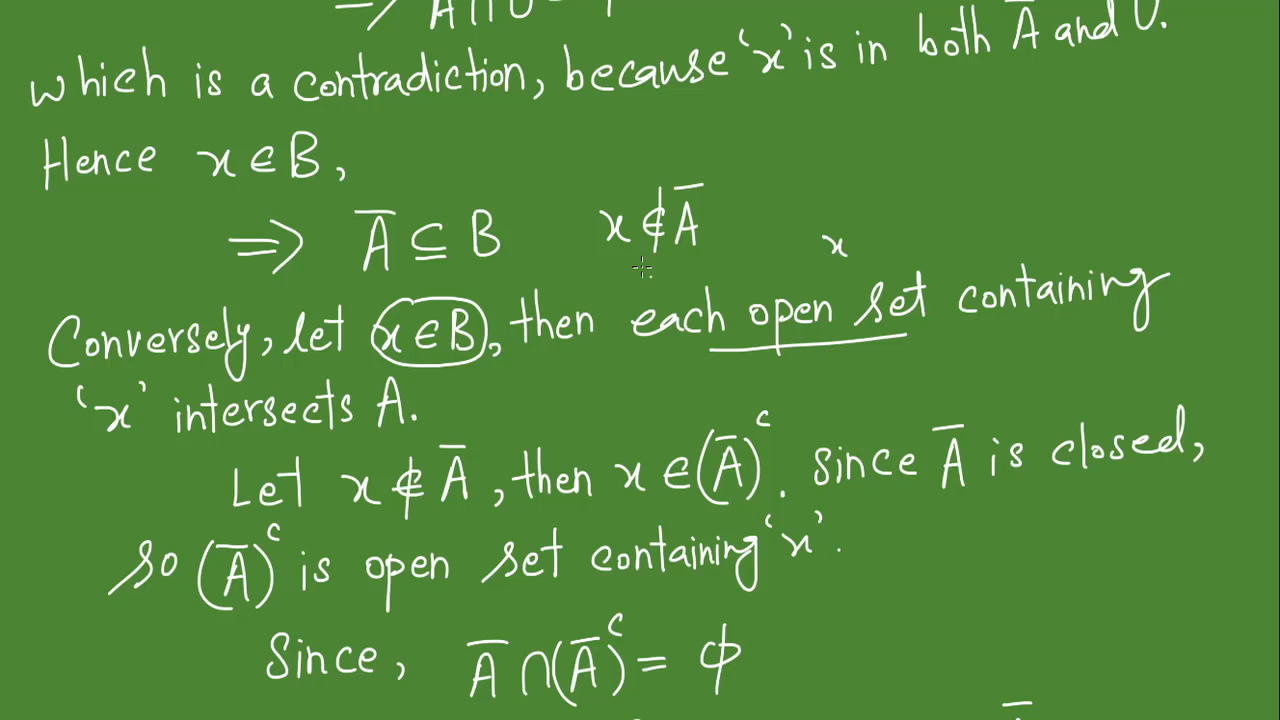 => A̅ ∩ U =
which is a contradiction, because 'x' is in both A̅ and U.
Hence x ∈ B,
=> A̅ ⊆ B x ∉ A̅
x
Conversely, let x ∈ B, then each open set containing
'x' intersects A.
Let x ∉ A̅, then x ∈ (A̅)ᶜ. Since A̅ is closed,
so (A̅)ᶜ is open set containing 'x'.
Since, A̅ ∩ (A̅)ᶜ = ϕ